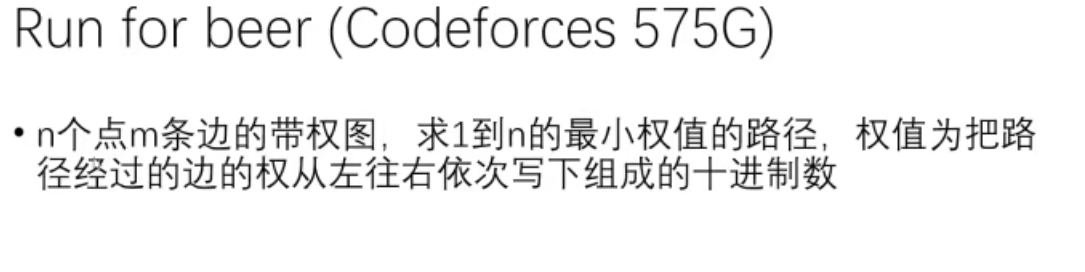 Run for beer (Codeforces 575G)
• n个点m条边的带权图，求1到n的最小权值的路径，权值为把路
径经过的边的权从左往右依次写下组成的十进制数